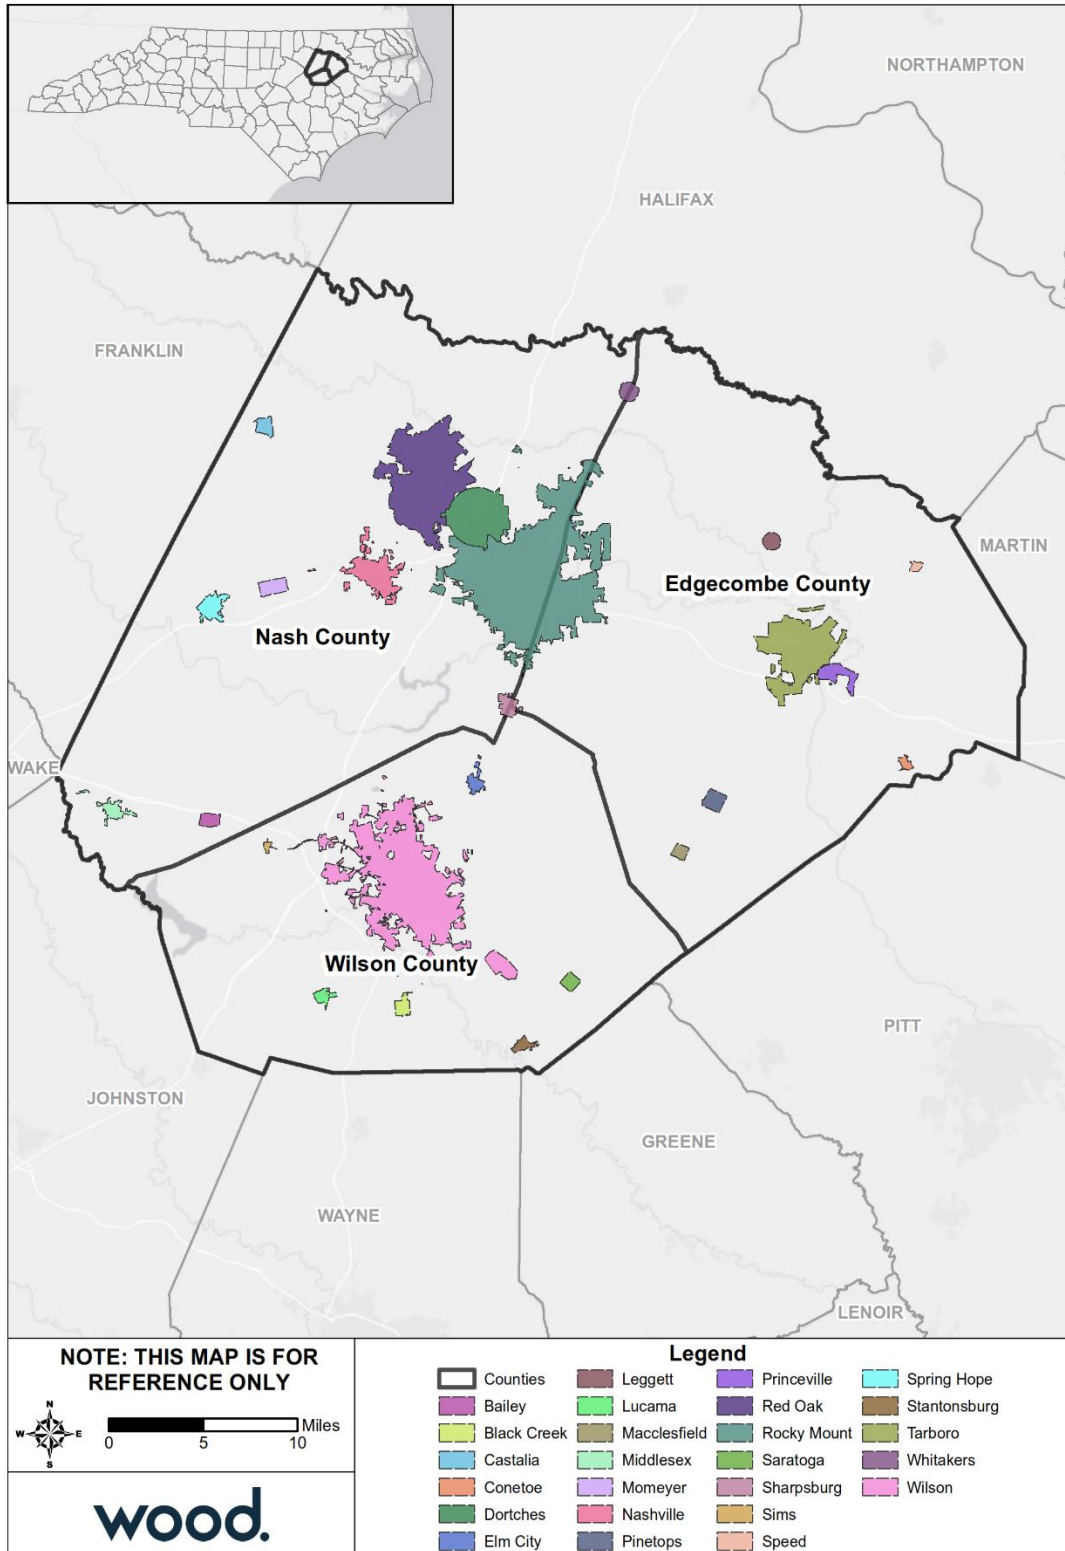 NORTHAMPTON
HALIFAX
FRANKLIN
MARTIN
Edgecombe County
Nash County
WAKE
Wilson County
PITT
JOHNSTON
GREENE
WAYNE
LENOIR
NOTE: THIS MAP IS FOR
REFERENCE ONLY
N
W E
S
0 5 10 Miles
wood.
Legend
Counties
Bailey
Black Creek
Castalia
Conetoe
Dortches
Elm City
Leggett
Lucama
Macclesfield
Middlesex
Momeyer
Nashville
Pinetops
Princeville
Red Oak
Rocky Mount
Saratoga
Sharpsburg
Sims
Speed
Spring Hope
Stantonsburg
Tarboro
Whitakers
Wilson